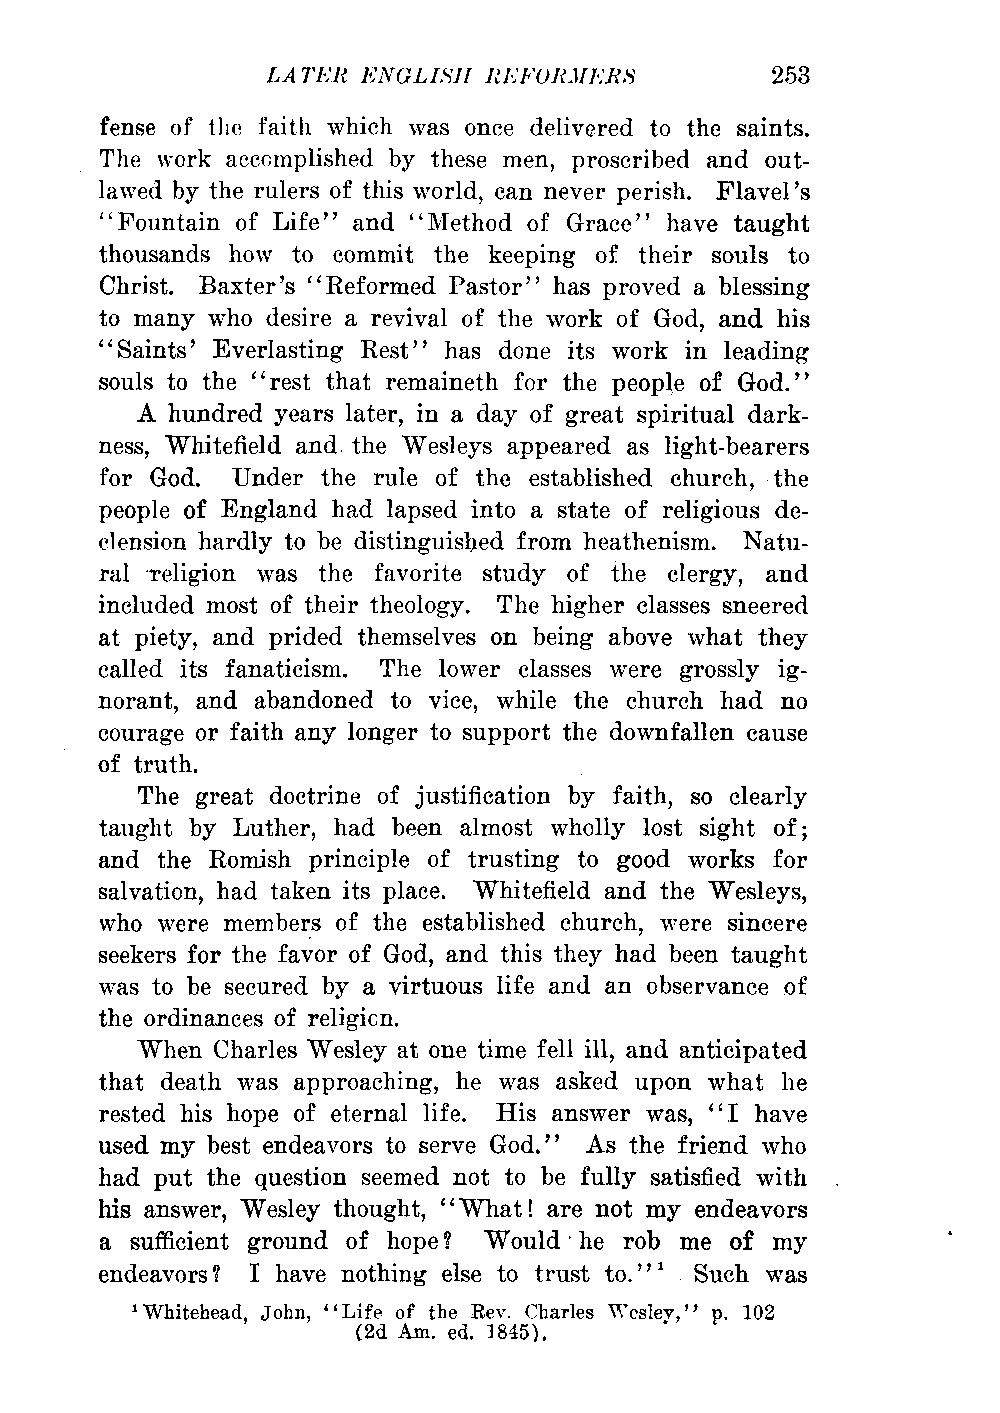 LATER ENGLISH REFORMERS 253
fense of the faith which was once delivered to the saints.
The work accomplished by these men, proscribed and out-
lawed by the rulers of this world, can never perish. Flavel's
"Fountain of Life" and "Method of Grace" have taught
thousands how to commit the keeping of their souls to
Christ. Baxter's "Reformed Pastor" has proved a blessing
to many who desire a revival of the work of God, and his
"Saints' Everlasting Rest" has done its work in leading
souls to the "rest that remaineth for the people of God."
A hundred years later, in a day of great spiritual dark-
ness, Whitefield and the Wesleys appeared as light-bearers
for God. Under the rule of the established church, the
people of England had lapsed into a state of religious de-
clension hardly to be distinguished from heathenism. Natu-
ral religion was the favorite study of the clergy, and
included most of their theology. The higher classes sneered
at piety, and prided themselves on being above what they
called its fanaticism. The lower classes were grossly ig-
norant, and abandoned to vice, while the church had no
courage or faith any longer to support the downfallen cause
of truth.
The great doctrine of justification by faith, so clearly
taught by Luther, had been almost wholly lost sight of;
and the Romish principle of trusting to good works for
salvation, had taken its place. Whitefield and the Wesleys,
who were members of the established church, were sincere
seekers for the favor of God, and this they had been taught
was to be secured by a virtuous life and an observance of
the ordinances of religion.
When Charles Wesley at one time fell ill, and anticipated
that death was approaching, he was asked upon what he
rested his hope of eternal life. His answer was, "I have
used my best endeavors to serve God." As the friend who
had put the question seemed not to be fully satisfied with
his answer, Wesley thought, "What! are not my endeavors
a sufficient ground of hope? Would he rob me of my
endeavors? I have nothing else to trust to."¹ Such was
¹Whitehead, John, "Life of the Rev. Charles Wesley," p. 102
(2d Am. ed. 1845).